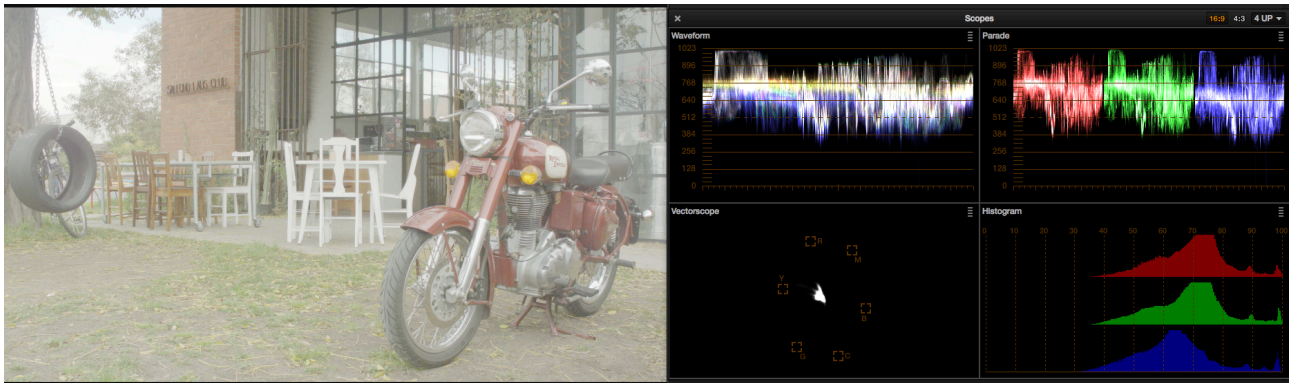 × Scopes 16:9 4:3 4 UP
Waveform
1023
896
768
640
512
384
256
128
0
Parade
1023
896
768
640
512
384
256
128
0
Vectorscope
R
M
Y
B
G
C
Histogram
0 10 20 30 40 50 60 70 80 90 100